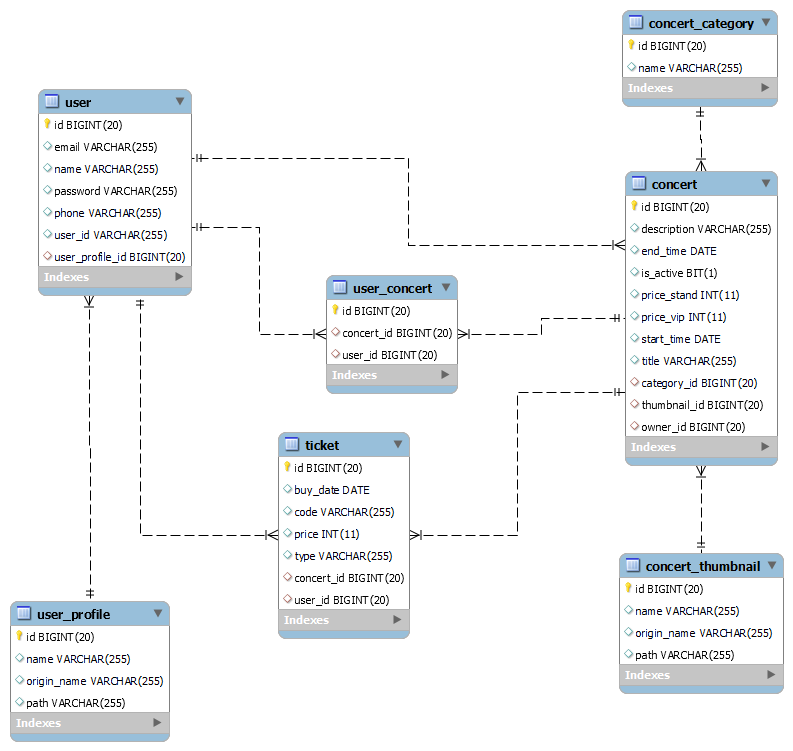 concert_category
id BIGINT(20)
name VARCHAR(255)
Indexes
user
id BIGINT(20)
email VARCHAR(255)
name VARCHAR(255)
password VARCHAR(255)
phone VARCHAR(255)
user_id VARCHAR(255)
user_profile_id BIGINT(20)
Indexes
concert
id BIGINT(20)
description VARCHAR(255)
end_time DATE
is_active BIT(1)
price_stand INT(11)
price_vip INT(11)
start_time DATE
title VARCHAR(255)
category_id BIGINT(20)
thumbnail_id BIGINT(20)
owner_id BIGINT(20)
Indexes
user_concert
id BIGINT(20)
concert_id BIGINT(20)
user_id BIGINT(20)
Indexes
ticket
id BIGINT(20)
buy_date DATE
code VARCHAR(255)
price INT(11)
type VARCHAR(255)
concert_id BIGINT(20)
user_id BIGINT(20)
Indexes
concert_thumbnail
id BIGINT(20)
name VARCHAR(255)
origin_name VARCHAR(255)
path VARCHAR(255)
Indexes
user_profile
id BIGINT(20)
name VARCHAR(255)
origin_name VARCHAR(255)
path VARCHAR(255)
Indexes